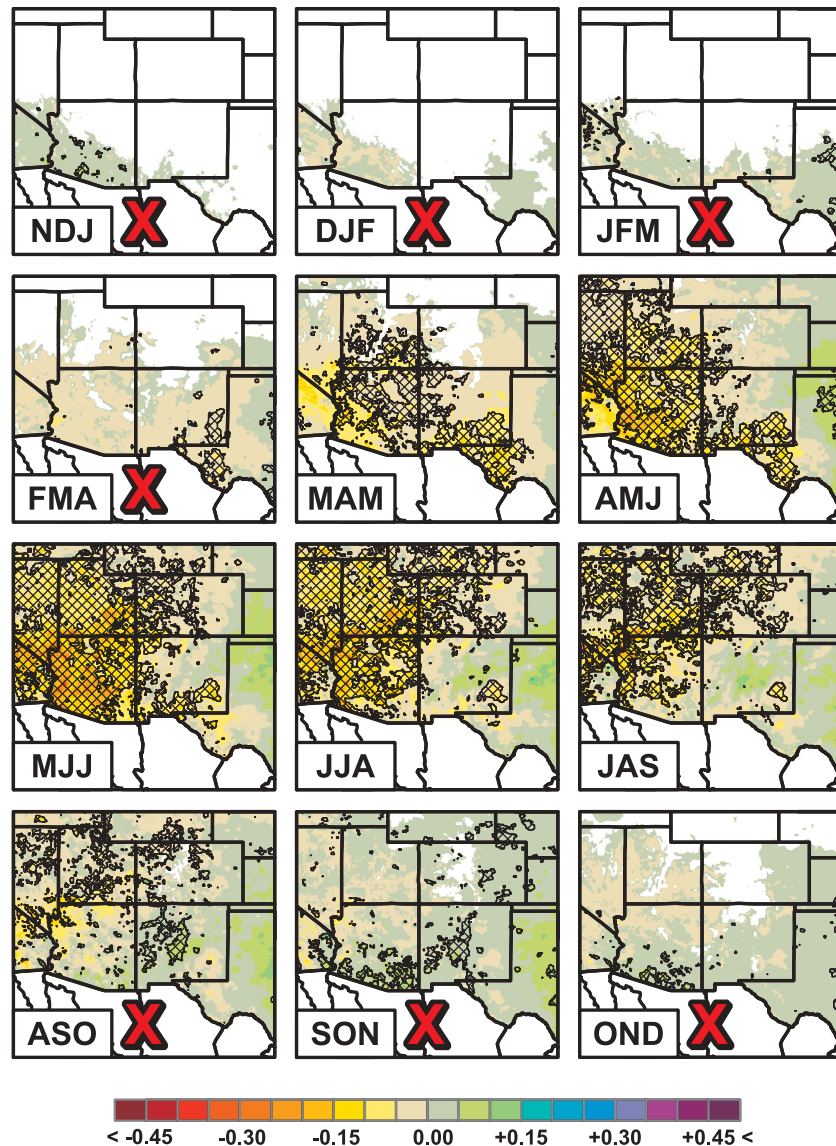 NDJ X DJF X JFM X
FMA X MAM AMJ
MJJ JJA JAS
ASO X SON X OND X
< -0.45 -0.30 -0.15 0.00 +0.15 +0.30 +0.45 <